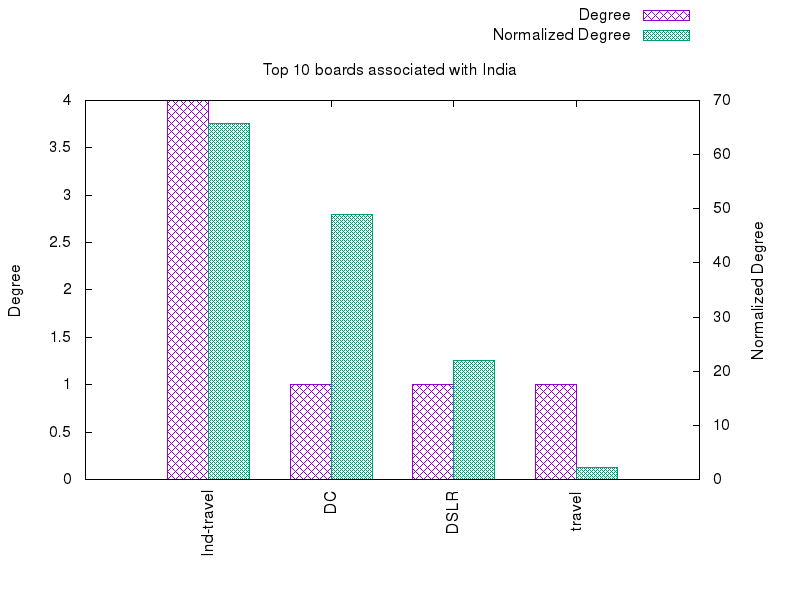 Degree
Normalized Degree
Top 10 boards associated with India
4
3.5
3
2.5
2
1.5
1
0.5
0
Degree
70
60
50
40
30
20
10
0
Normalized Degree
Ind-travel
DC
DSLR
travel